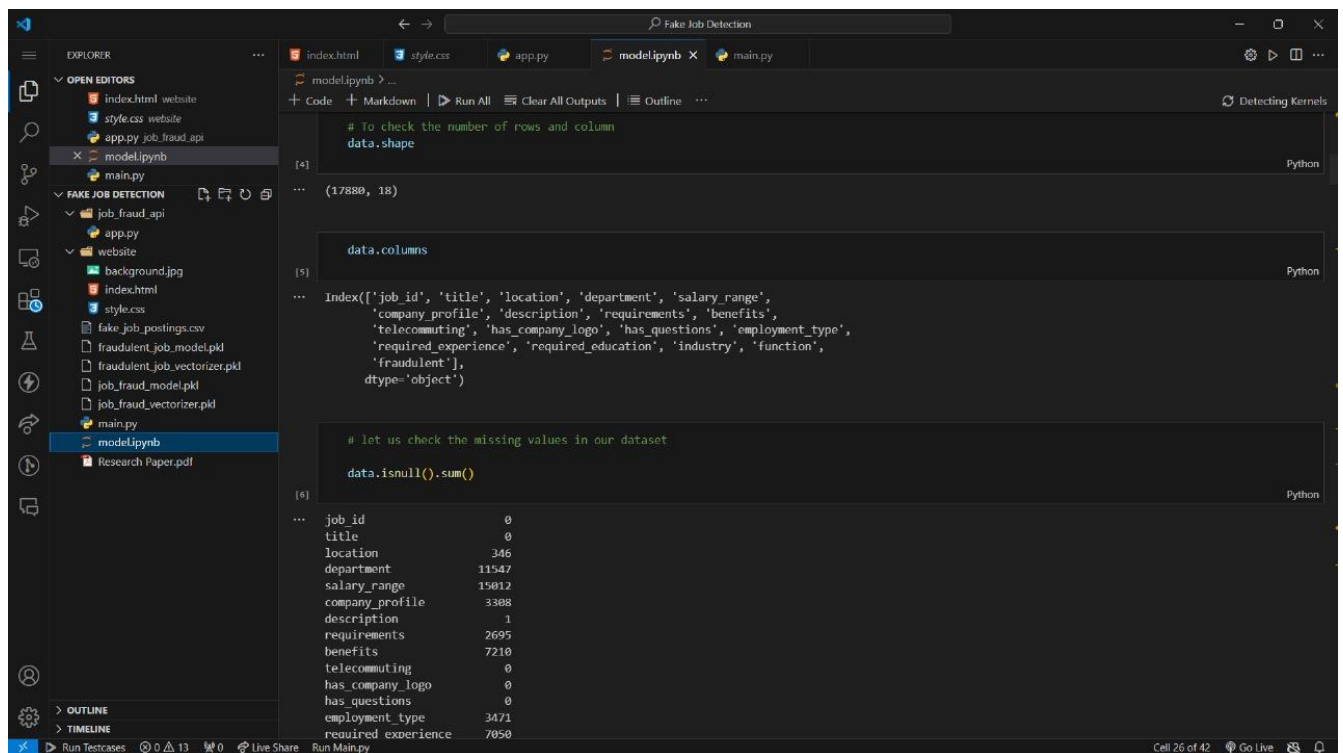 Fake Job Detection
EXPLORER
OPEN EDITORS
index.html website
style.css website
app.py job_fraud_api
model.ipynb
main.py
FAKE JOB DETECTION
job_fraud_api
app.py
website
background.jpg
index.html
style.css
fake_job_postings.csv
fraudulent_job_model.pkl
fraudulent_job_vectorizer.pkl
job_fraud_model.pkl
job_fraud_vectorizer.pkl
main.py
model.ipynb
Research Paper.pdf
OUTLINE
TIMELINE
index.html style.css app.py model.ipynb main.py
model.ipynb > ...
+ Code + Markdown | Run All Clear All Outputs | Outline ... Detecting Kernels
# To check the number of rows and column
data.shape
[4] Python
... (17880, 18)
data.columns
[5] Python
... Index(['job_id', 'title', 'location', 'department', 'salary_range',
'company_profile', 'description', 'requirements', 'benefits',
'telecommuting', 'has_company_logo', 'has_questions', 'employment_type',
'required_experience', 'required_education', 'industry', 'function',
'fraudulent'],
dtype='object')
# let us check the missing values in our dataset
data.isnull().sum()
[6] Python
... job_id 0
title 0
location 346
department 11547
salary_range 15012
company_profile 3308
description 1
requirements 2695
benefits 7210
telecommuting 0
has_company_logo 0
has_questions 0
employment_type 3471
required_experience 7050
Run Testcases 0 13 0 Live Share Run Main.py Cell 26 of 42 Go Live